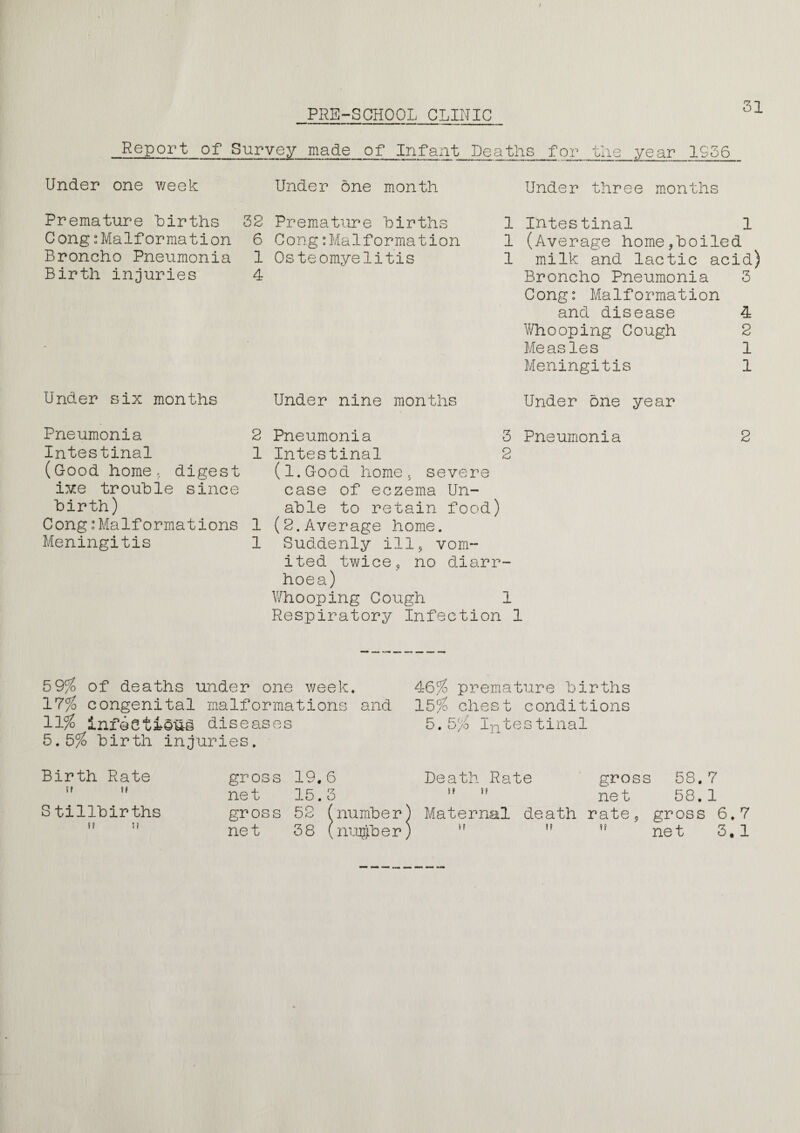 31
PRE-SCHOOL CLINIC
Report of Survey made of Infant Deaths for the year 1936
Under one week
Premature births 32
Cong:Malformation 6
Broncho Pneumonia 1
Birth injuries 4
Under one month
Premature births 1
Cong:Malformation 1
Osteomyelitis 1
Under three months
Intestinal 1
(Average home,boiled
milk and lactic acid)
Broncho Pneumonia 3
Cong: Malformation
and disease 4
Whooping Cough 2
Measles 1
Meningitis 1
Under six months
Pneumonia 2
Intestinal 1
(Good home, digest
ixe trouble since
birth)
Cong:Malformations 1
Meningitis 1
Under nine months
Pneumonia 3
Intestinal 2
(1.Good home, severe
case of eczema Un-
able to retain food)
(2.Average home.
Suddenly ill, vom-
ited twice, no diarr-
hoea)
Whooping Cough 1
Respiratory Infection 1
Under one year
Pneumonia 2
59% of deaths under one week. 46% premature births
17% congenital malformations and 15% chest conditions
11% infectious diseases 5.5% Intestinal
5.5% birth injuries.
Birth Rate gross 19.6 Death Rate gross 58.7
" " net 15.3 " " net 58.1
Stillbirths gross 52 (number) Maternal death rate, gross 6.7
" " net 38 (number) " " " net 3.1